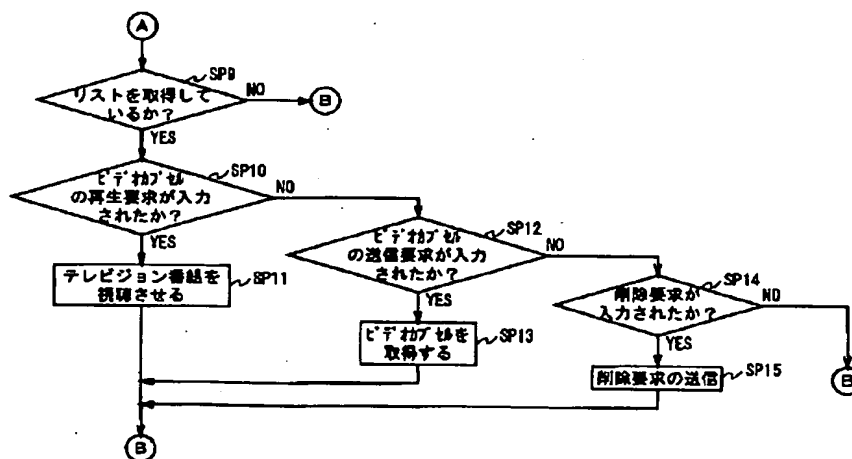 A
SP9
リストを取得して
いるか?
NO
B
YES
SP10
ビデオカプセル
の再生要求が入力
されたか?
NO
YES
SP12
ビデオカプセル
の送信要求が入力
されたか?
NO
YES
テレビジョン番組を
視聴させる
SP11
SP14
削除要求が
入力されたか?
NO
YES
ビデオカプセルを
取得する
SP13
削除要求の送信
SP15
B
B